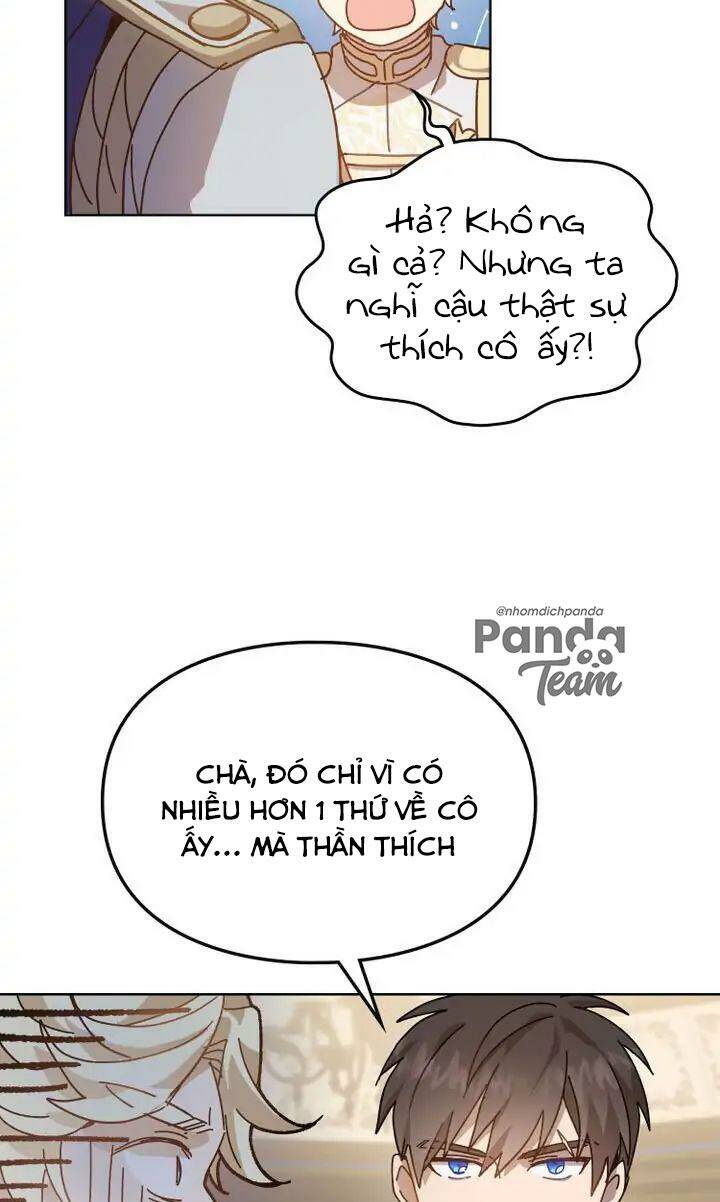 Hả? Không
gì cả? Nhưng ta
nghĩ cậu thật sự
thích cô ấy?!
@nhomdichpanda
Panda
Team
CHÀ, ĐÓ CHỈ VÌ CÓ
NHIỀU HƠN 1 THỨ VỀ CÔ
ẤY... MÀ THẦN THÍCH